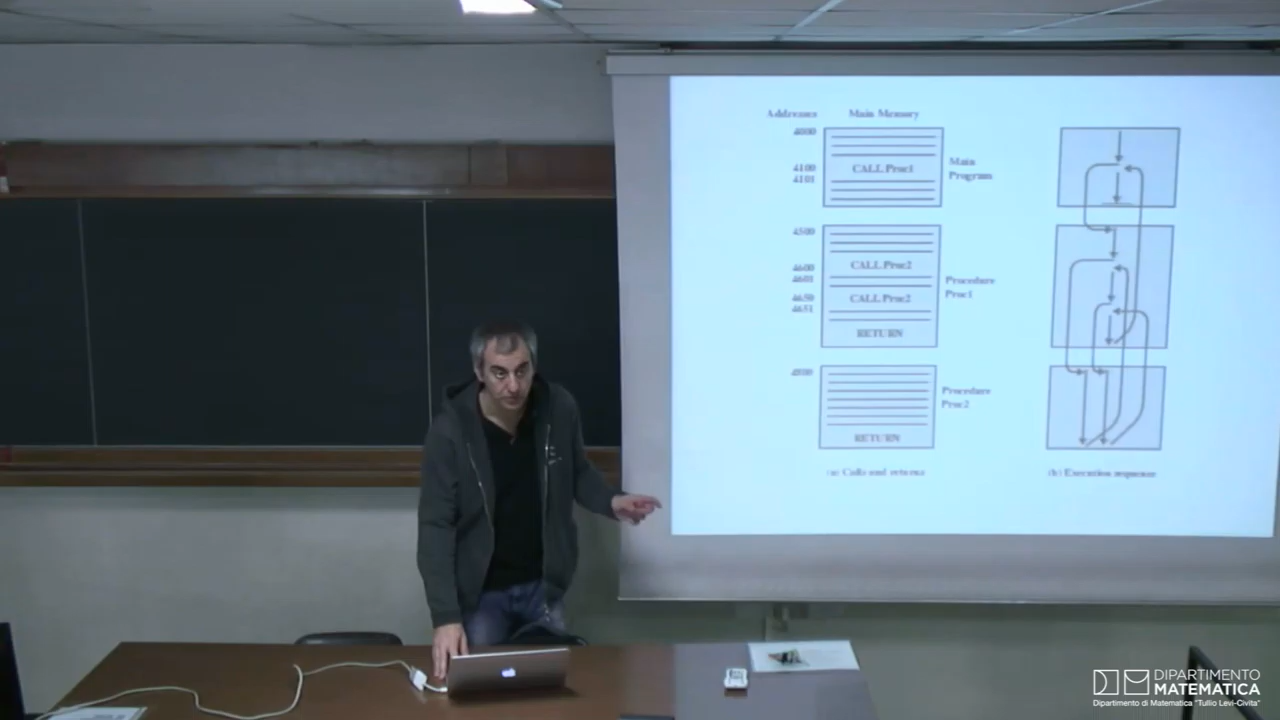 Addresses Main Memory
4000
4100 CALL Proc1 Main
4101 Program
4500
CALL Proc2
4600
4601 Procedure
4650 CALL Proc2 Proc1
4651
RETURN
4800
Procedure
Proc2
RETURN
(a) Calls and returns (b) Execution sequence
DIPARTIMENTO
MATEMATICA
Dipartimento di Matematica "Tullio Levi-Civita"